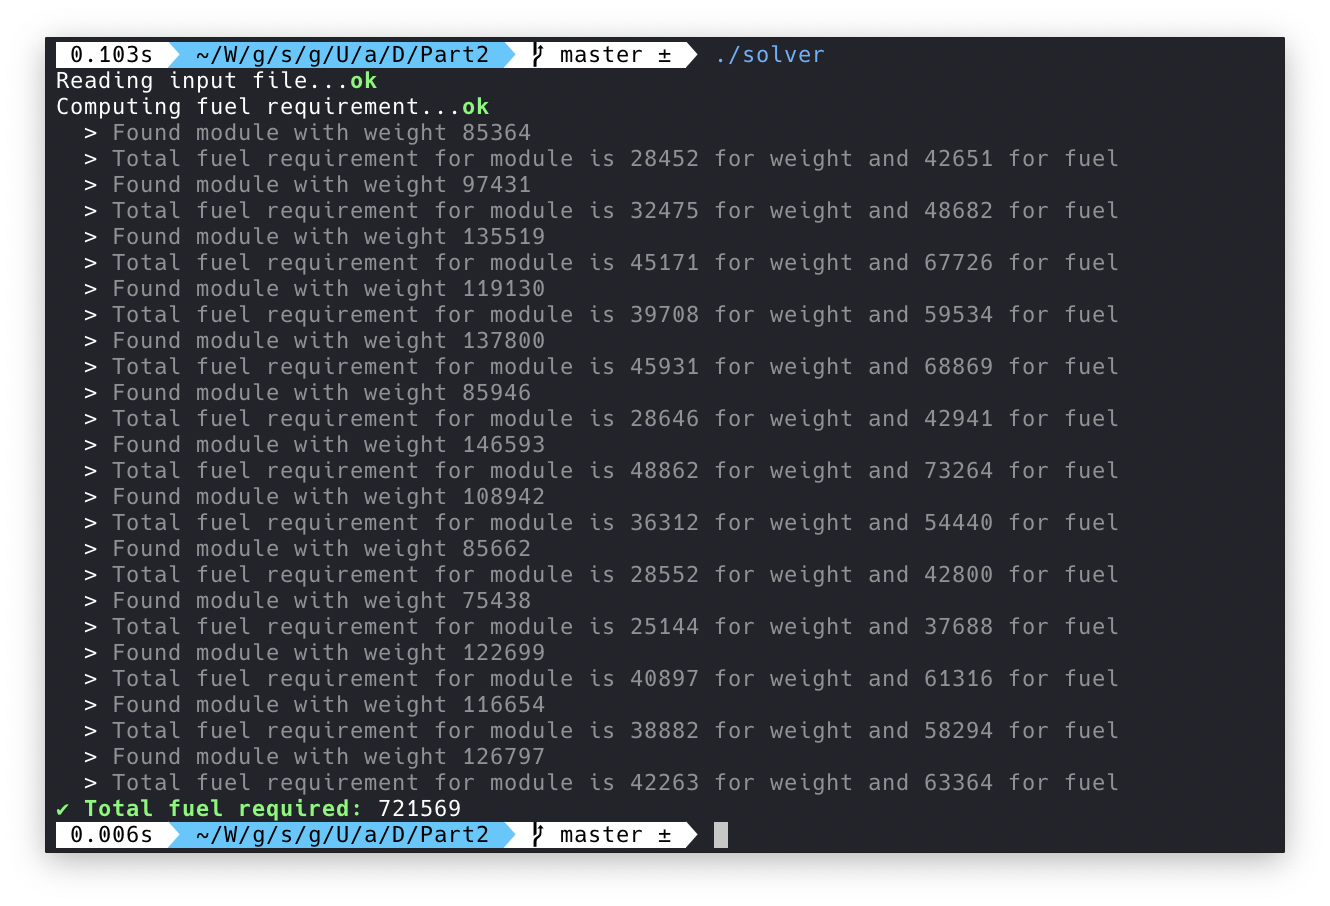 0.103s ~/W/g/s/g/U/a/D/Part2 master ± ./solver
Reading input file...ok
Computing fuel requirement...ok
> Found module with weight 85364
> Total fuel requirement for module is 28452 for weight and 42651 for fuel
> Found module with weight 97431
> Total fuel requirement for module is 32475 for weight and 48682 for fuel
> Found module with weight 135519
> Total fuel requirement for module is 45171 for weight and 67726 for fuel
> Found module with weight 119130
> Total fuel requirement for module is 39708 for weight and 59534 for fuel
> Found module with weight 137800
> Total fuel requirement for module is 45931 for weight and 68869 for fuel
> Found module with weight 85946
> Total fuel requirement for module is 28646 for weight and 42941 for fuel
> Found module with weight 146593
> Total fuel requirement for module is 48862 for weight and 73264 for fuel
> Found module with weight 108942
> Total fuel requirement for module is 36312 for weight and 54440 for fuel
> Found module with weight 85662
> Total fuel requirement for module is 28552 for weight and 42800 for fuel
> Found module with weight 75438
> Total fuel requirement for module is 25144 for weight and 37688 for fuel
> Found module with weight 122699
> Total fuel requirement for module is 40897 for weight and 61316 for fuel
> Found module with weight 116654
> Total fuel requirement for module is 38882 for weight and 58294 for fuel
> Found module with weight 126797
> Total fuel requirement for module is 42263 for weight and 63364 for fuel
✔ Total fuel required: 721569
0.006s ~/W/g/s/g/U/a/D/Part2 master ±